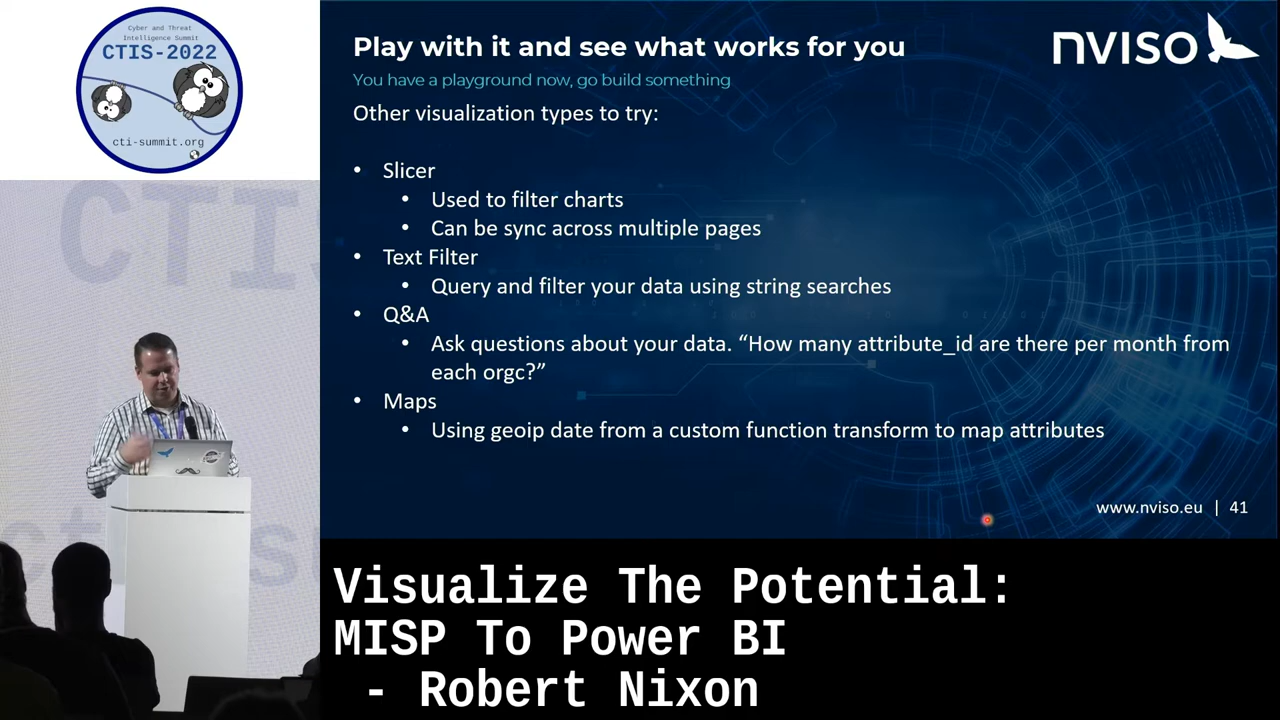 Cyber and Threat
Intelligence Summit
CTIS-2022
cti-summit.org
Play with it and see what works for you
You have a playground now, go build something
nviso
Other visualization types to try:
• Slicer
• Used to filter charts
• Can be sync across multiple pages
• Text Filter
• Query and filter your data using string searches
• Q&A
• Ask questions about your data. “How many attribute_id are there per month from
each orgc?”
• Maps
• Using geoip date from a custom function transform to map attributes
www.nviso.eu | 41
CTIS
Visualize The Potential:
MISP To Power BI
- Robert Nixon